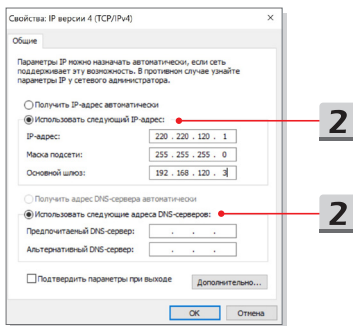 Свойства: IP версии 4 (TCP/IPv4)
Общие
Параметры IP можно назначать автоматически, если сеть
поддерживает эту возможность. В противном случае узнайте
параметры IP у сетевого администратора.
Получить IP-адрес автоматически
Использовать следующий IP-адрес:
2
IP-адрес: 220 . 220 . 120 . 1
Маска подсети: 255 . 255 . 255 . 0
Основной шлюз: 192 . 168 . 120 . 3
Получить адрес DNS-сервера автоматически
Использовать следующие адреса DNS-серверов:
2
Предпочитаемый DNS-сервер: . . .
Альтернативный DNS-сервер: . . .
Подтвердить параметры при выходе
Дополнительно...
ОК
Отмена